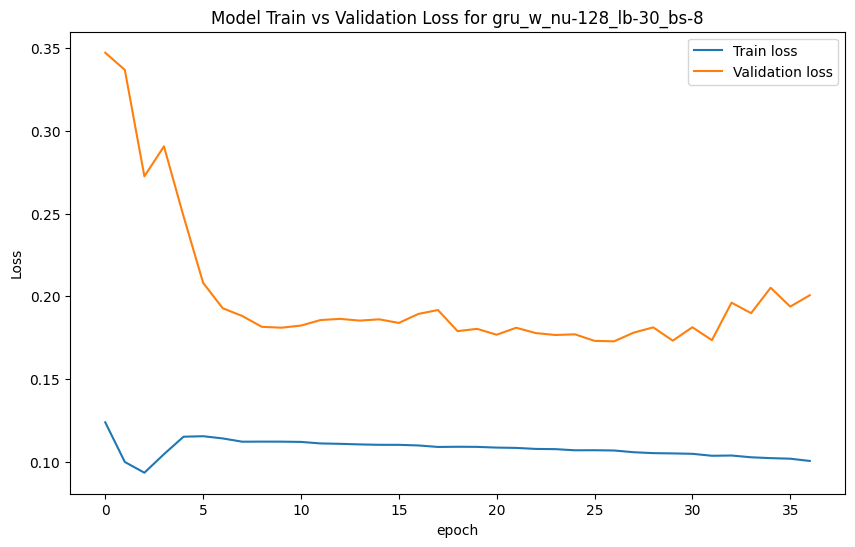 Model Train vs Validation Loss for gru_w_nu-128_lb-30_bs-8
Train loss
Validation loss
0.35
0.30
0.25
0.20
0.15
0.10
Loss
0 5 10 15 20 25 30 35
epoch